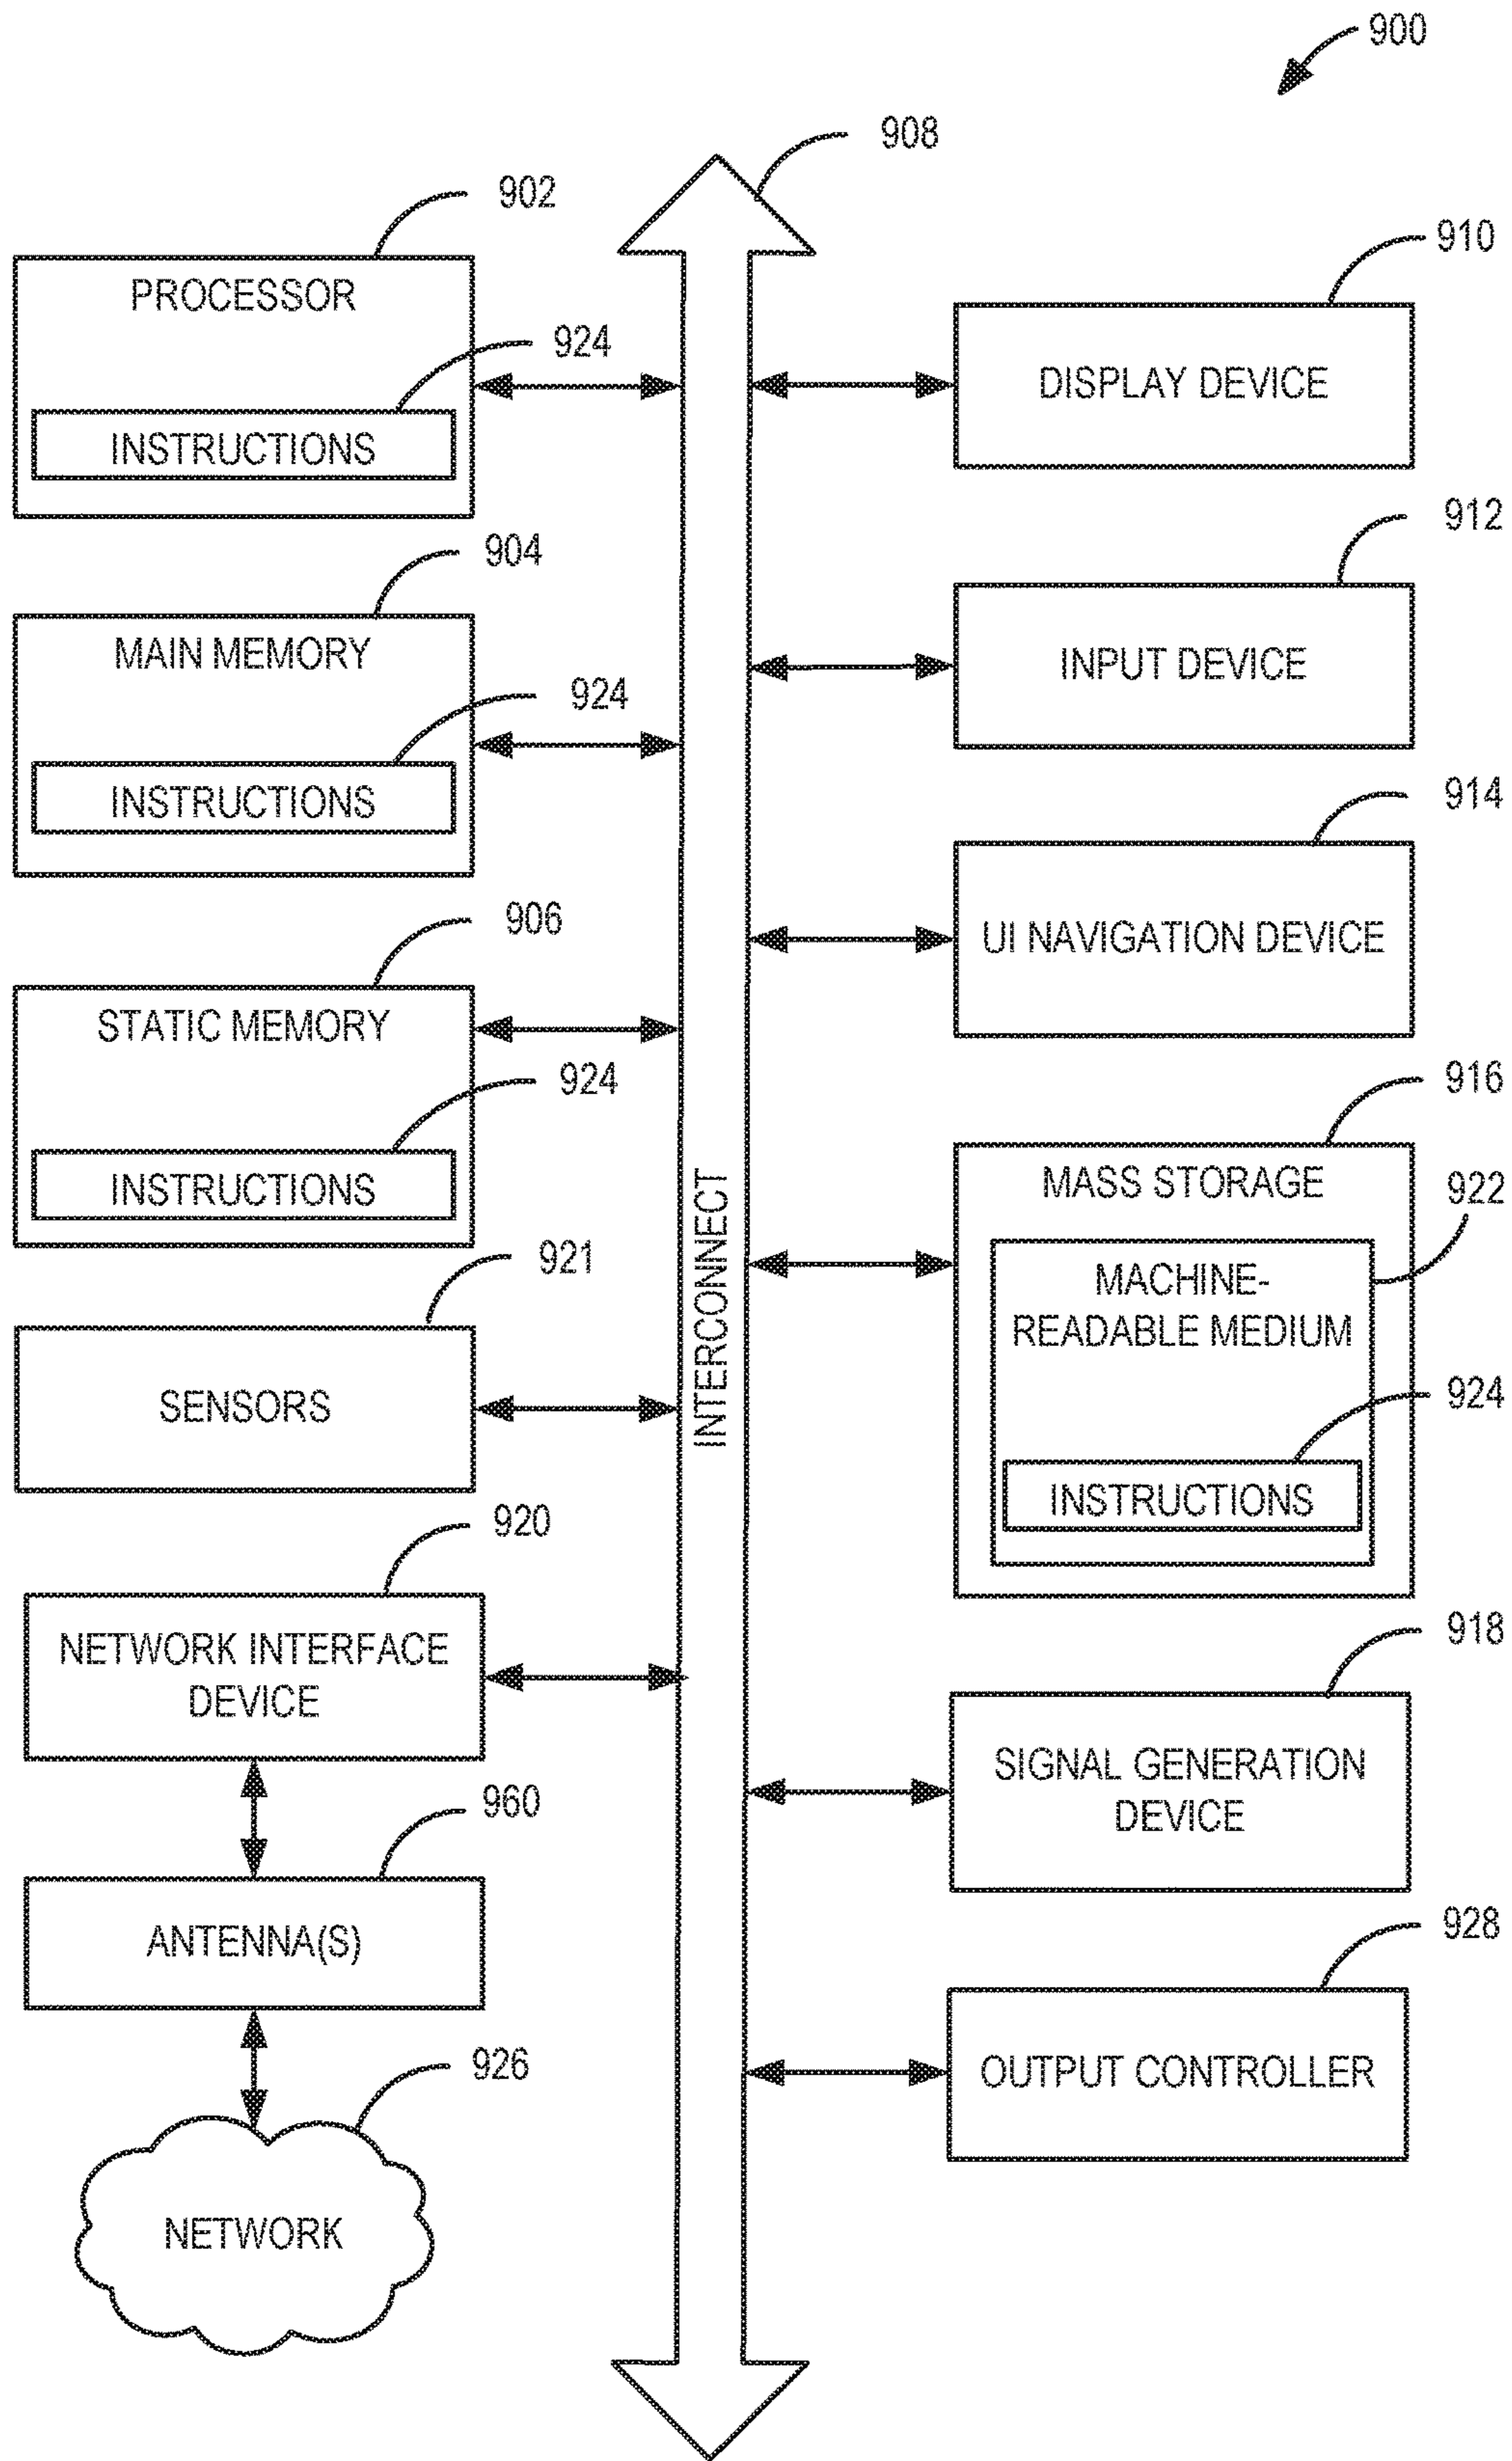 900
908
902
PROCESSOR
924
INSTRUCTIONS
904
MAIN MEMORY
924
INSTRUCTIONS
906
STATIC MEMORY
924
INSTRUCTIONS
921
SENSORS
920
NETWORK INTERFACE
DEVICE
960
ANTENNA(S)
926
NETWORK
INTERCONNECT
910
DISPLAY DEVICE
912
INPUT DEVICE
914
UI NAVIGATION DEVICE
916
MASS STORAGE
922
MACHINE-
READABLE MEDIUM
924
INSTRUCTIONS
918
SIGNAL GENERATION
DEVICE
928
OUTPUT CONTROLLER